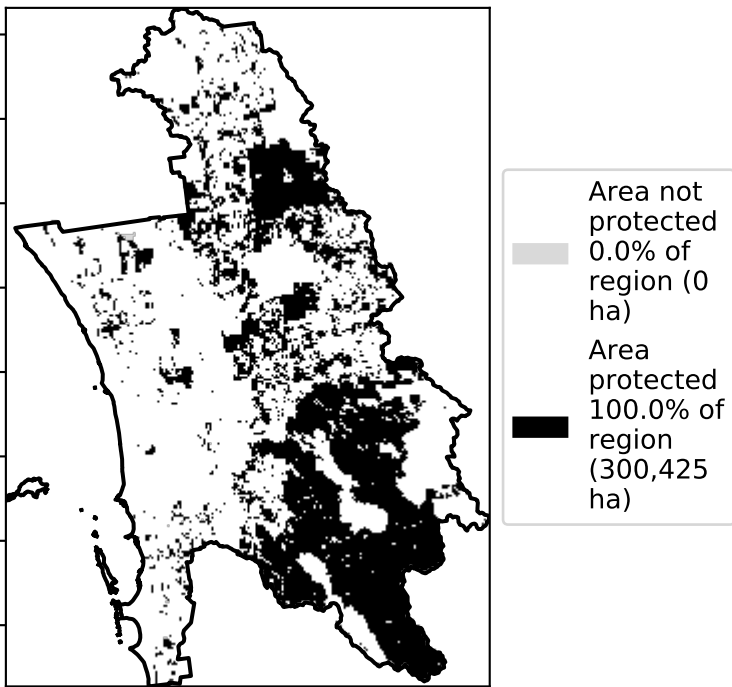 Area not
protected
0.0% of
region (0
ha)
Area
protected
100.0% of
region
(300,425
ha)